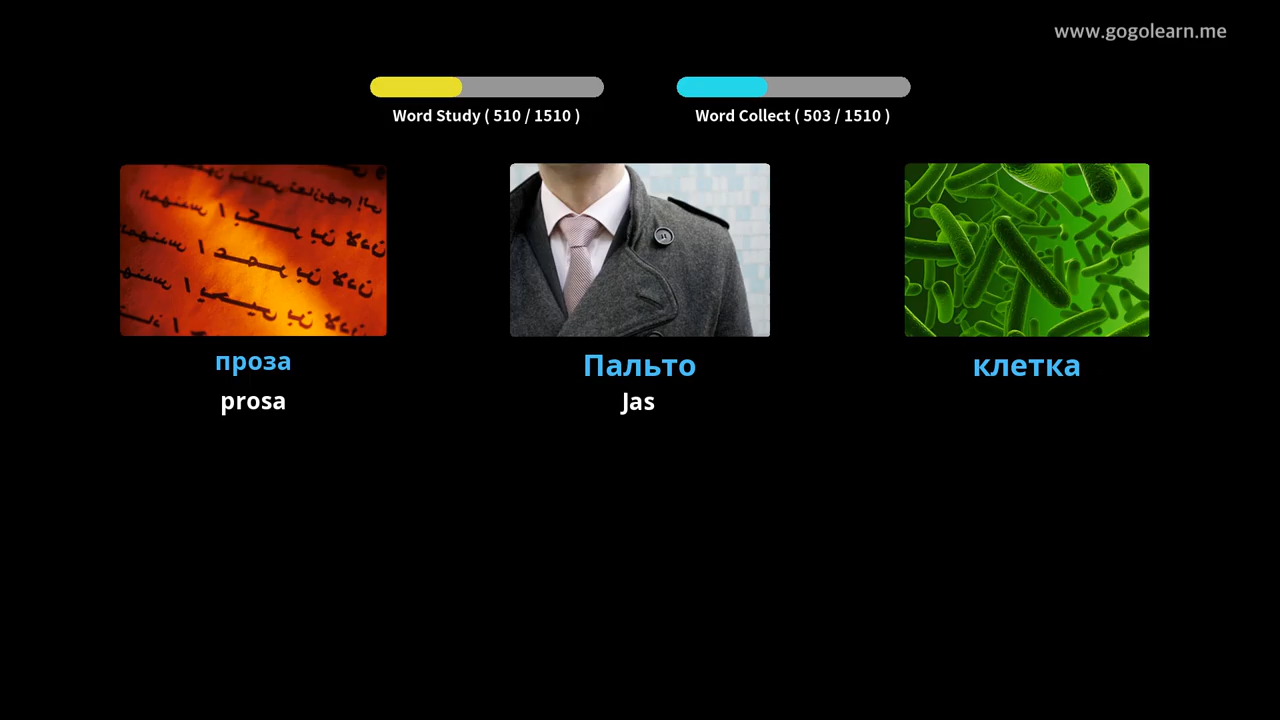 www.gogolearn.me
Word Study ( 510 / 1510 )
Word Collect ( 503 / 1510 )
проза
prosa
Пальто
Jas
клетка